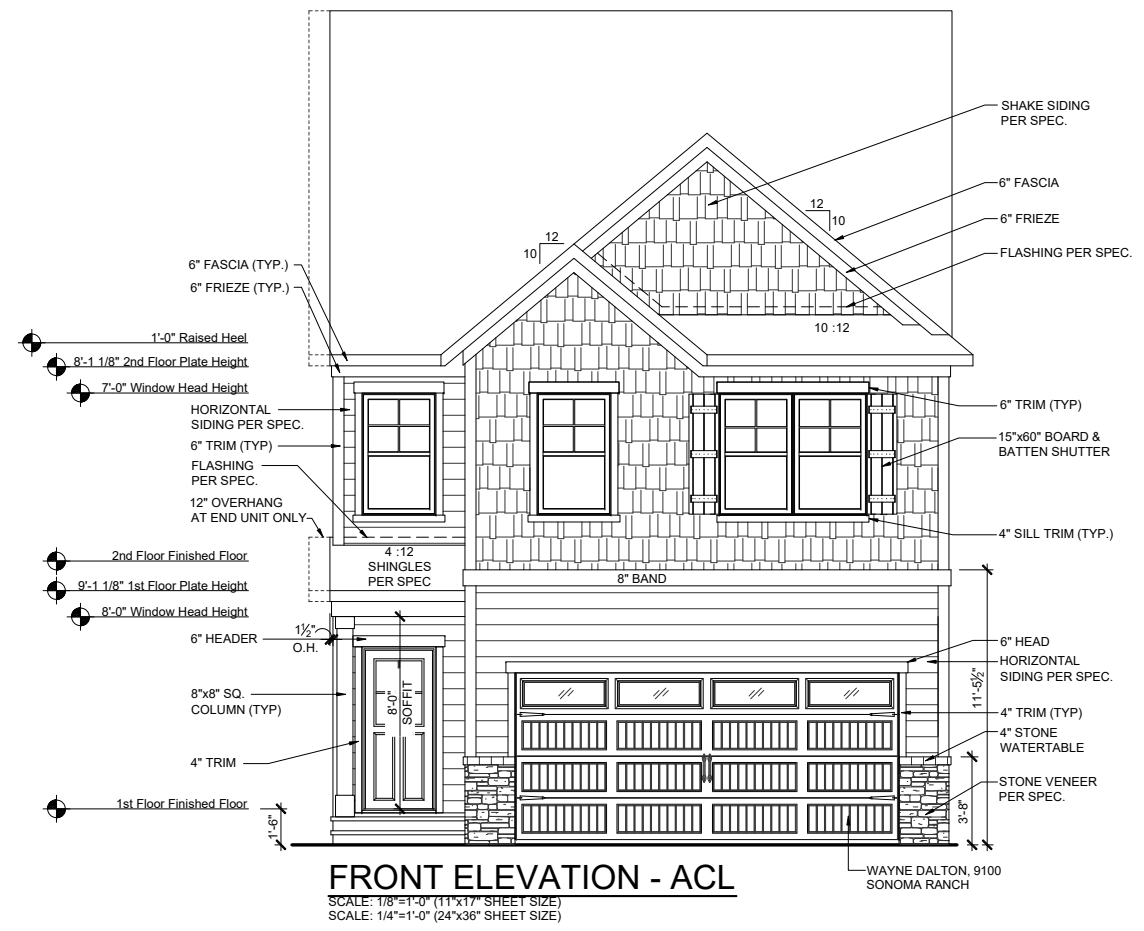 SHAKE SIDING
PER SPEC.
12
10
6" FASCIA
6" FRIEZE
12
10
FLASHING PER SPEC.
6" FASCIA (TYP.)
6" FRIEZE (TYP.)
10 :12
1'-0" Raised Heel
8'-1 1/8" 2nd Floor Plate Height
7'-0" Window Head Height
HORIZONTAL
SIDING PER SPEC.
6" TRIM (TYP)
6" TRIM (TYP)
15"x60" BOARD &
BATTEN SHUTTER
FLASHING
PER SPEC.
12" OVERHANG
AT END UNIT ONLY
4" SILL TRIM (TYP.)
2nd Floor Finished Floor
4 :12
SHINGLES
PER SPEC
8" BAND
9'-1 1/8" 1st Floor Plate Height
8'-0" Window Head Height
1½"
O.H.
6" HEADER
6" HEAD
HORIZONTAL
SIDING PER SPEC.
11'-5½"
8"x8" SQ.
COLUMN (TYP)
8'-0"
SOFFIT
4" TRIM (TYP)
4" STONE
WATERTABLE
4" TRIM
STONE VENEER
PER SPEC.
3'-8"
1st Floor Finished Floor
1'-6"
WAYNE DALTON, 9100
SONOMA RANCH
FRONT ELEVATION - ACL
SCALE: 1/8"=1'-0" (11"x17" SHEET SIZE)
SCALE: 1/4"=1'-0" (24"x36" SHEET SIZE)